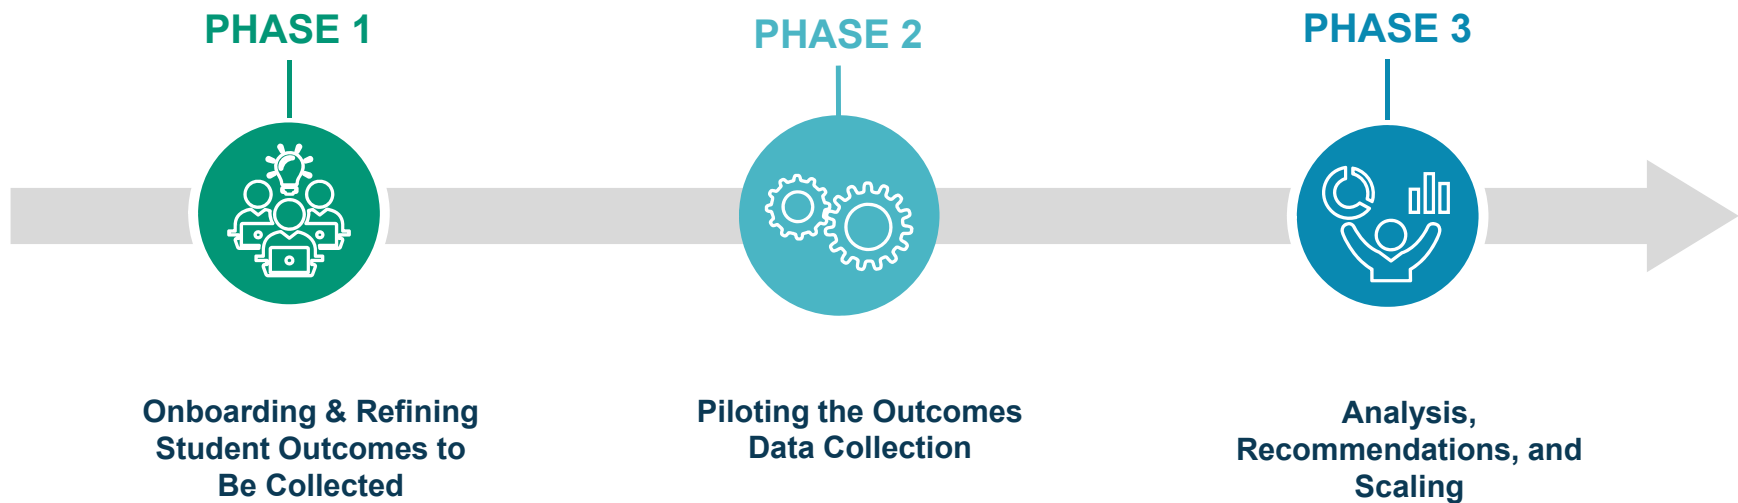 PHASE 1
PHASE 2
PHASE 3
Onboarding & Refining
Student Outcomes to
Be Collected
Piloting the Outcomes
Data Collection
Analysis,
Recommendations, and
Scaling